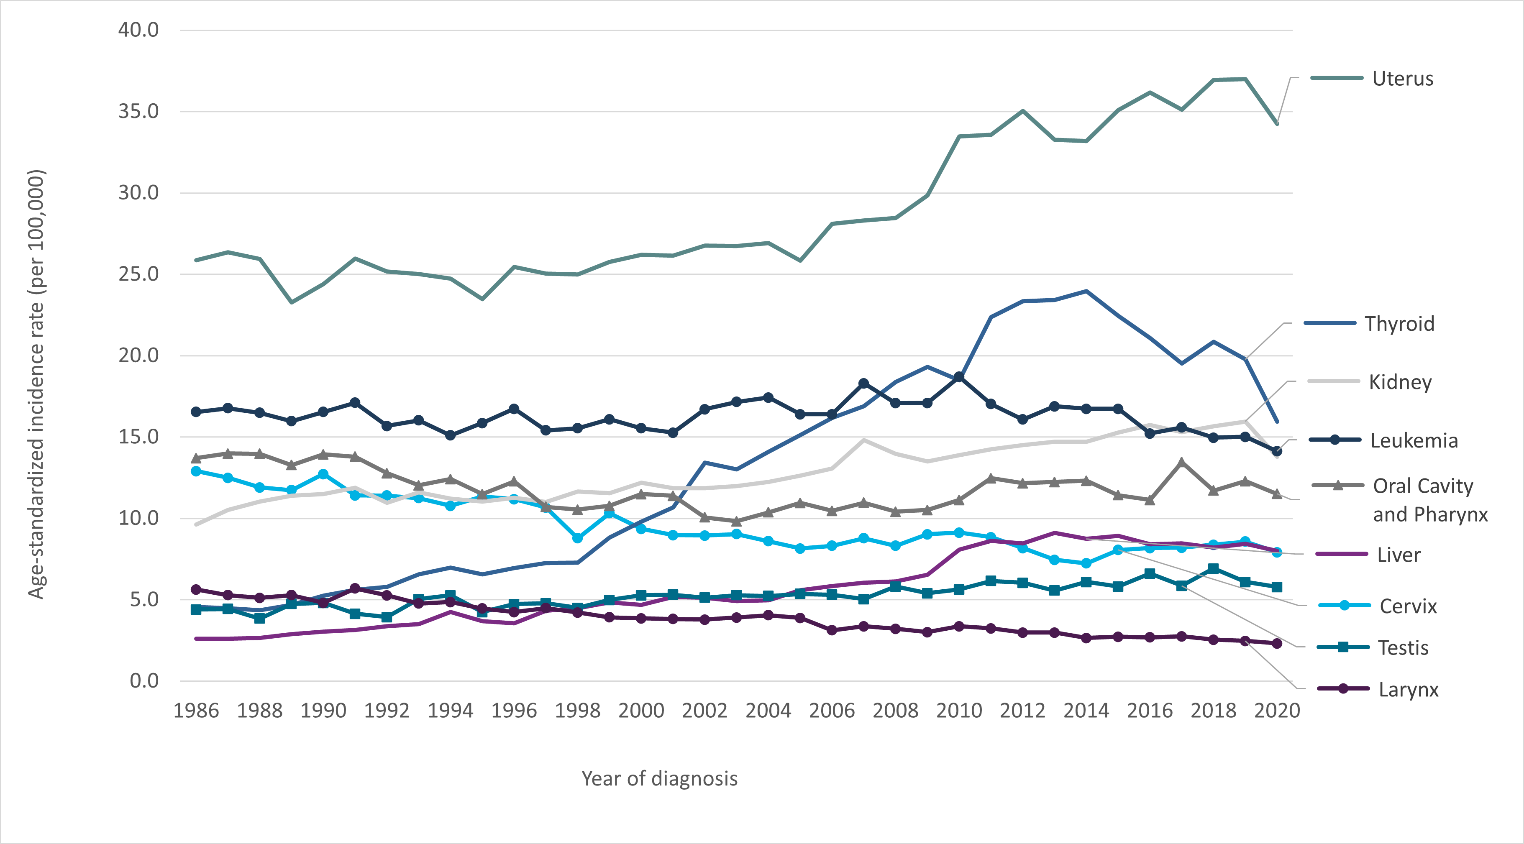 40.0
35.0
30.0
25.0
20.0
15.0
10.0
5.0
0.0
Age-standardized incidence rate (per 100,000)
1986 1988 1990 1992 1994 1996 1998 2000 2002 2004 2006 2008 2010 2012 2014 2016 2018 2020
Year of diagnosis
Uterus
Thyroid
Kidney
Leukemia
Oral Cavity
and Pharynx
Liver
Cervix
Testis
Larynx